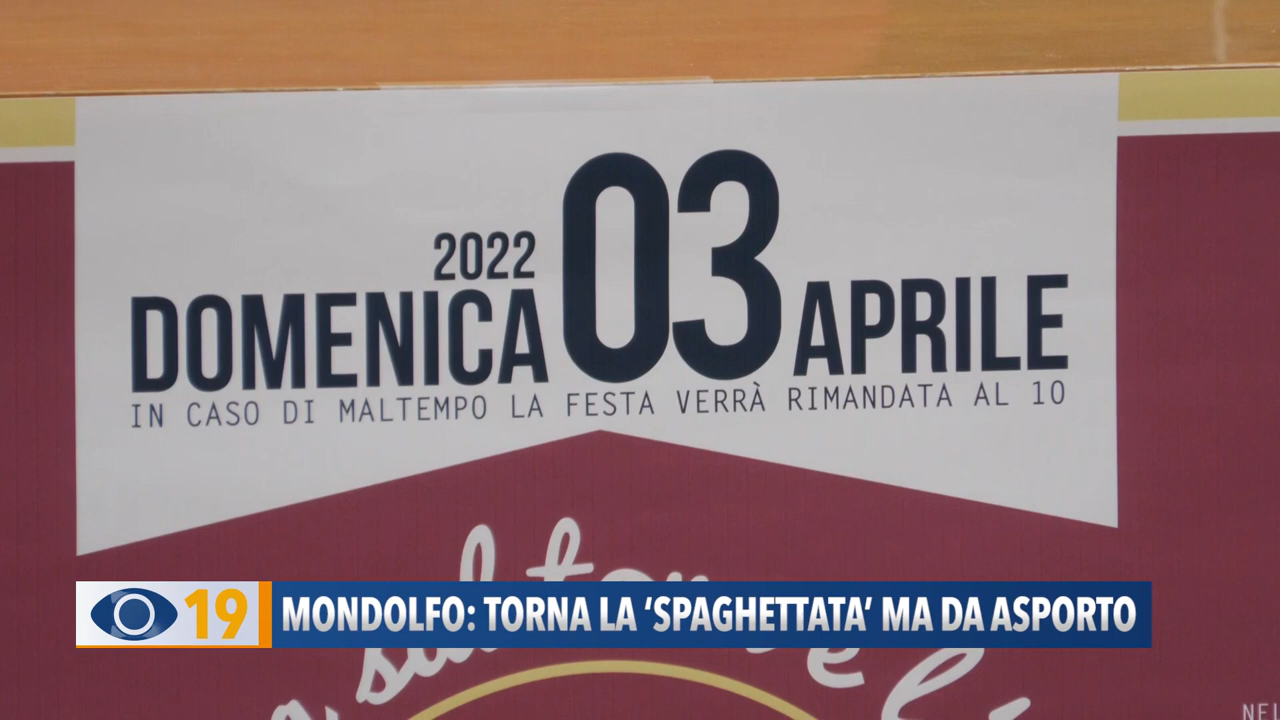 2022
DOMENICA 03 APRILE
IN CASO DI MALTEMPO LA FESTA VERRÀ RIMANDATA AL 10
19
MONDOLFO: TORNA LA ‘SPAGHETTATA’ MA DA ASPORTO